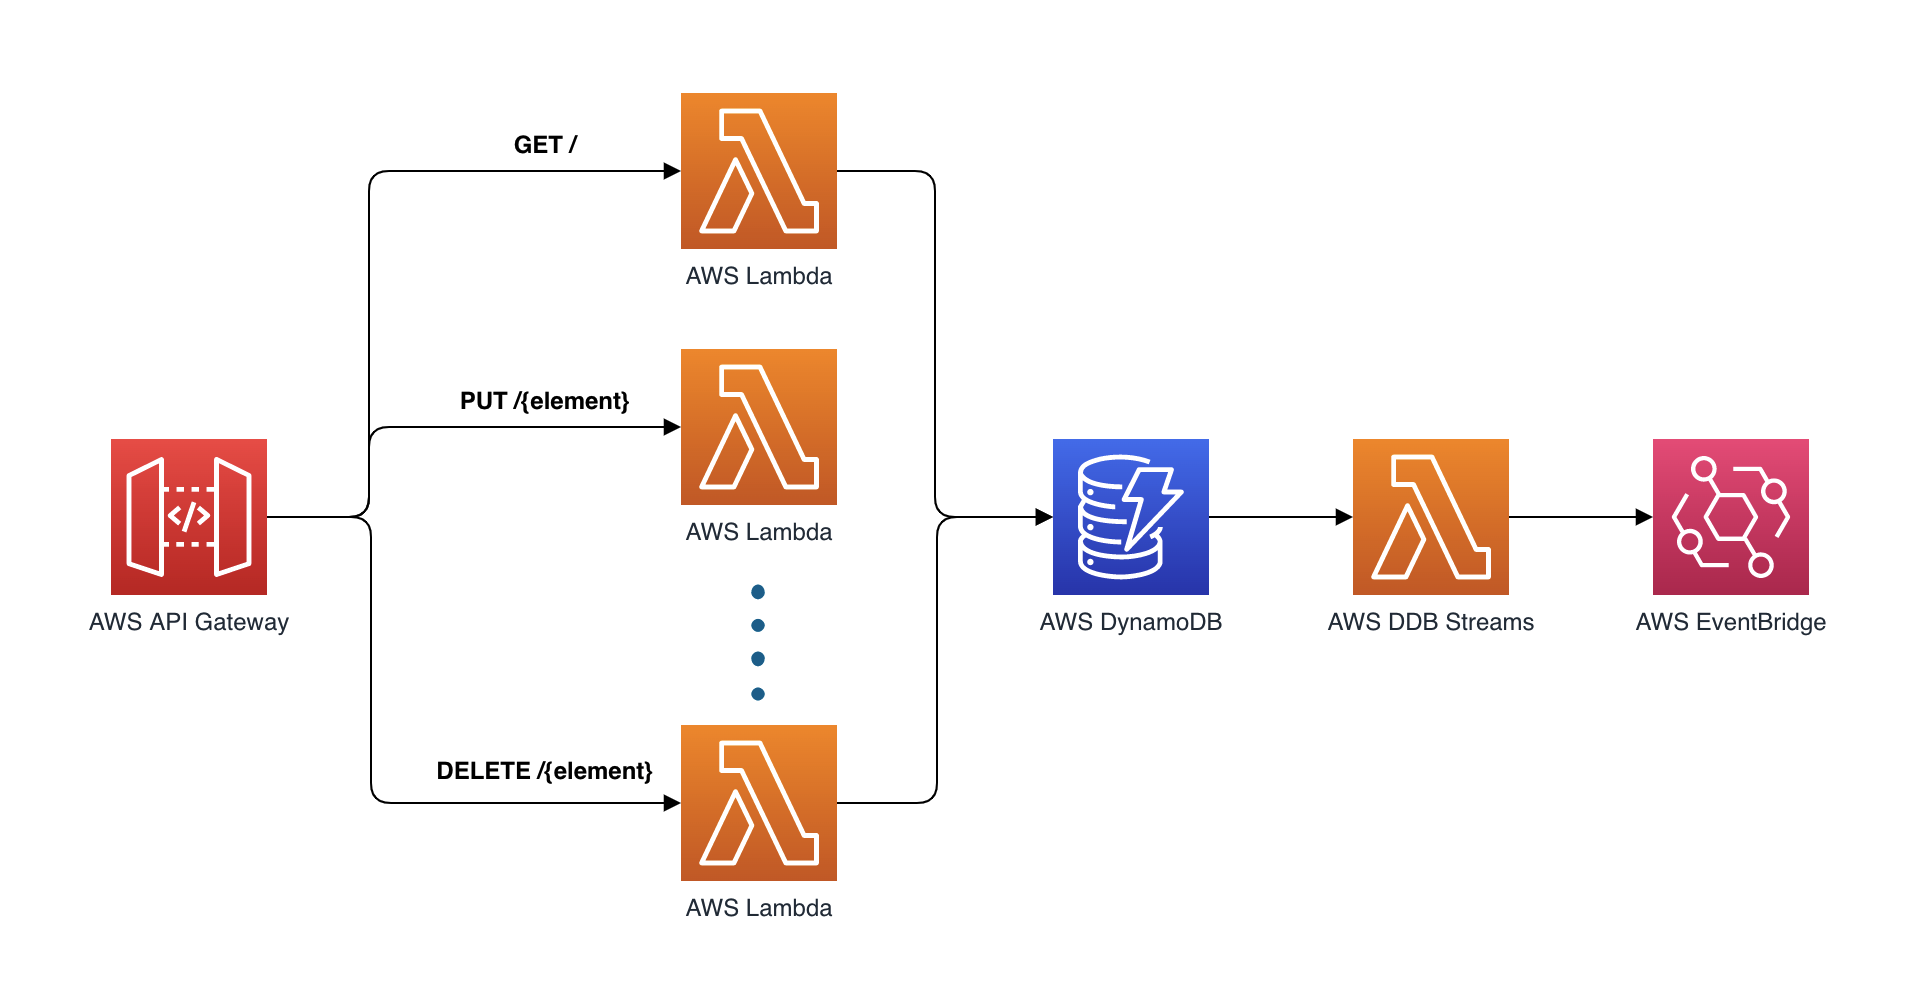 GET /
AWS Lambda
PUT /{element}
AWS Lambda
</>
AWS API Gateway
AWS DynamoDB
AWS DDB Streams
AWS EventBridge
DELETE /{element}
AWS Lambda